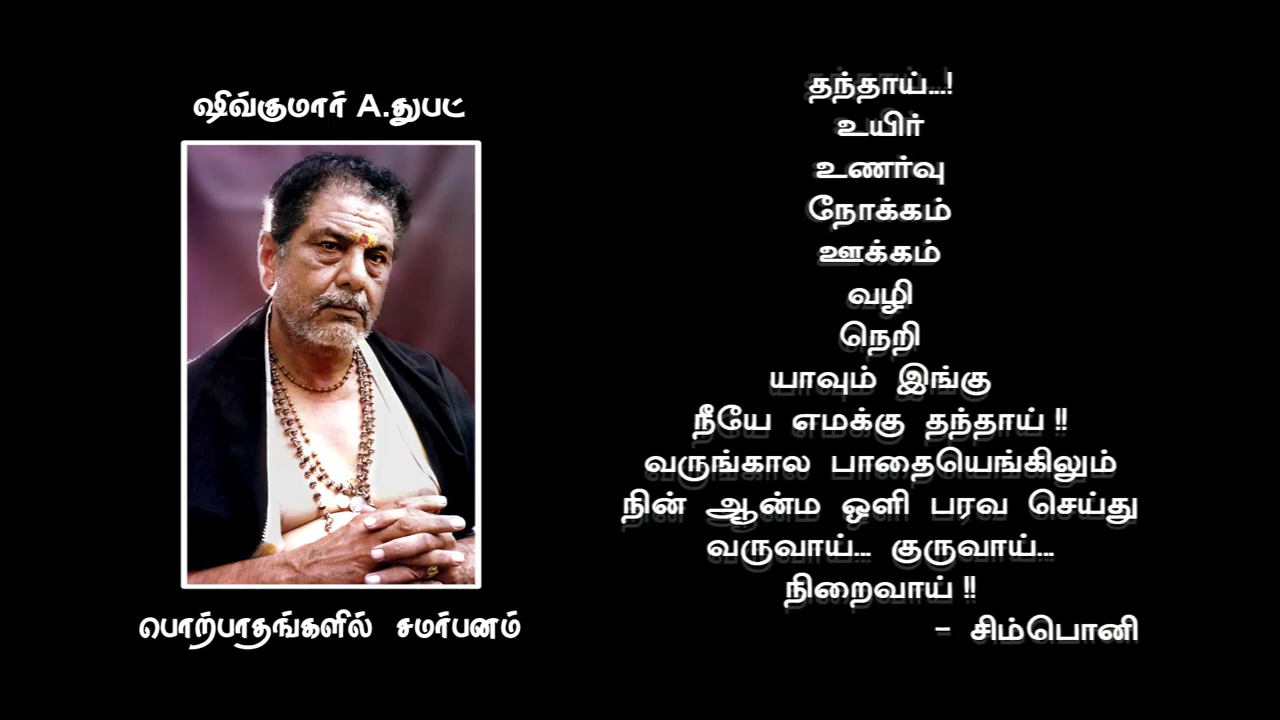 ஷிவ்குமார் A.துபட்
பொற்பாதங்களில் சமர்பனம்
தந்தாய்...!
உயிர்
உணர்வு
நோக்கம்
ஊக்கம்
வழி
நெறி
யாவும் இங்கு
நீயே எமக்கு தந்தாய் !!
வருங்கால பாதையெங்கிலும்
நின் ஆன்ம ஒளி பரவ செய்து
வருவாய்... குருவாய்...
நிறைவாய் !!
- சிம்பொனி